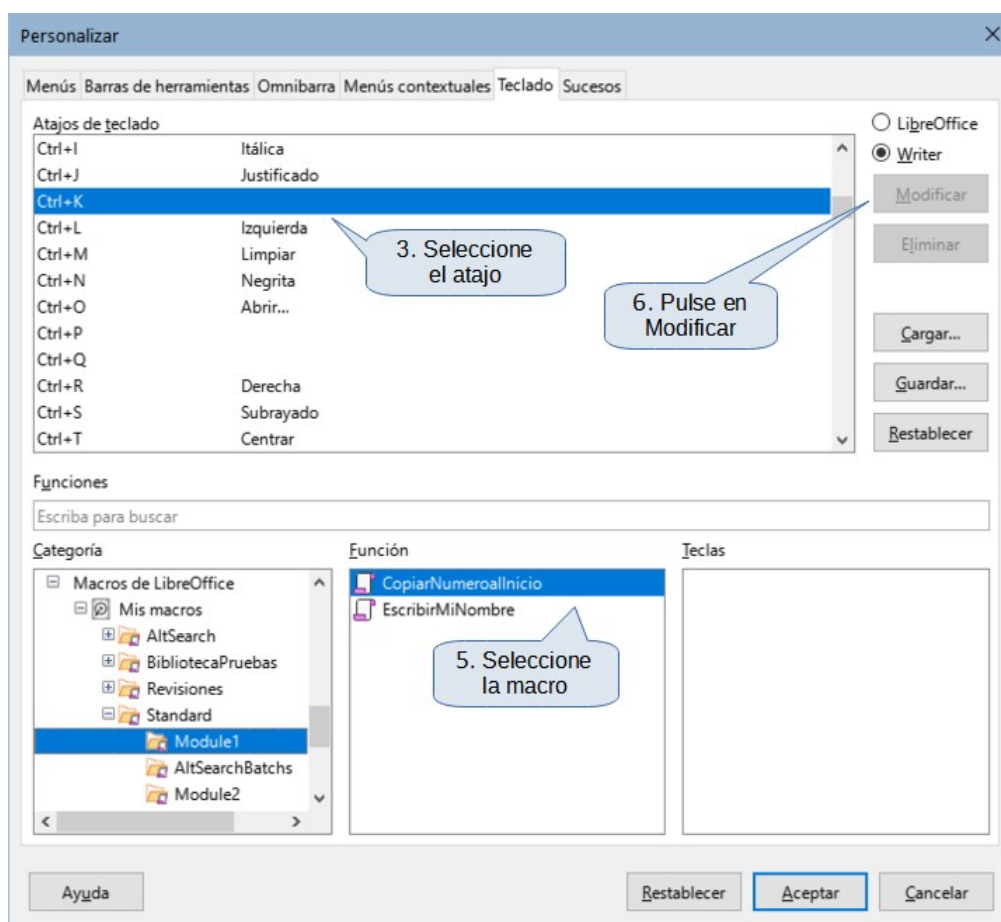 Personalizar
Menús Barras de herramientas Omnibarra Menús contextuales Teclado Sucesos
Atajos de teclado
Ctrl+I Itálica
Ctrl+J Justificado
Ctrl+K
Ctrl+L Izquierda
Ctrl+M Limpiar
Ctrl+N Negrita
Ctrl+O Abrir...
Ctrl+P
Ctrl+Q
Ctrl+R Derecha
Ctrl+S Subrayado
Ctrl+T Centrar
3. Seleccione
el atajo
6. Pulse en
Modificar
LibreOffice
Writer
Modificar
Eliminar
Cargar...
Guardar...
Restablecer
Funciones
Escriba para buscar
Categoría
Macros de LibreOffice
Mis macros
AltSearch
BibliotecaPruebas
Revisiones
Standard
Module1
AltSearchBatchs
Module2
Función
CopiarNumeroalInicio
EscribirMiNombre
5. Seleccione
la macro
Teclas
Ayuda Restablecer Aceptar Cancelar